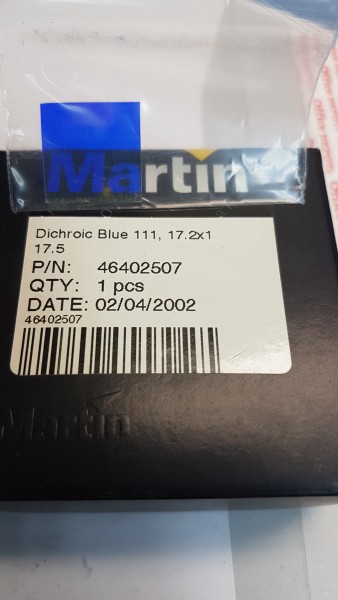 Martin
Dichroic Blue 111, 17.2x1
17.5
P/N: 46402507
QTY: 1 pcs
DATE: 02/04/2002
46402507
Martin